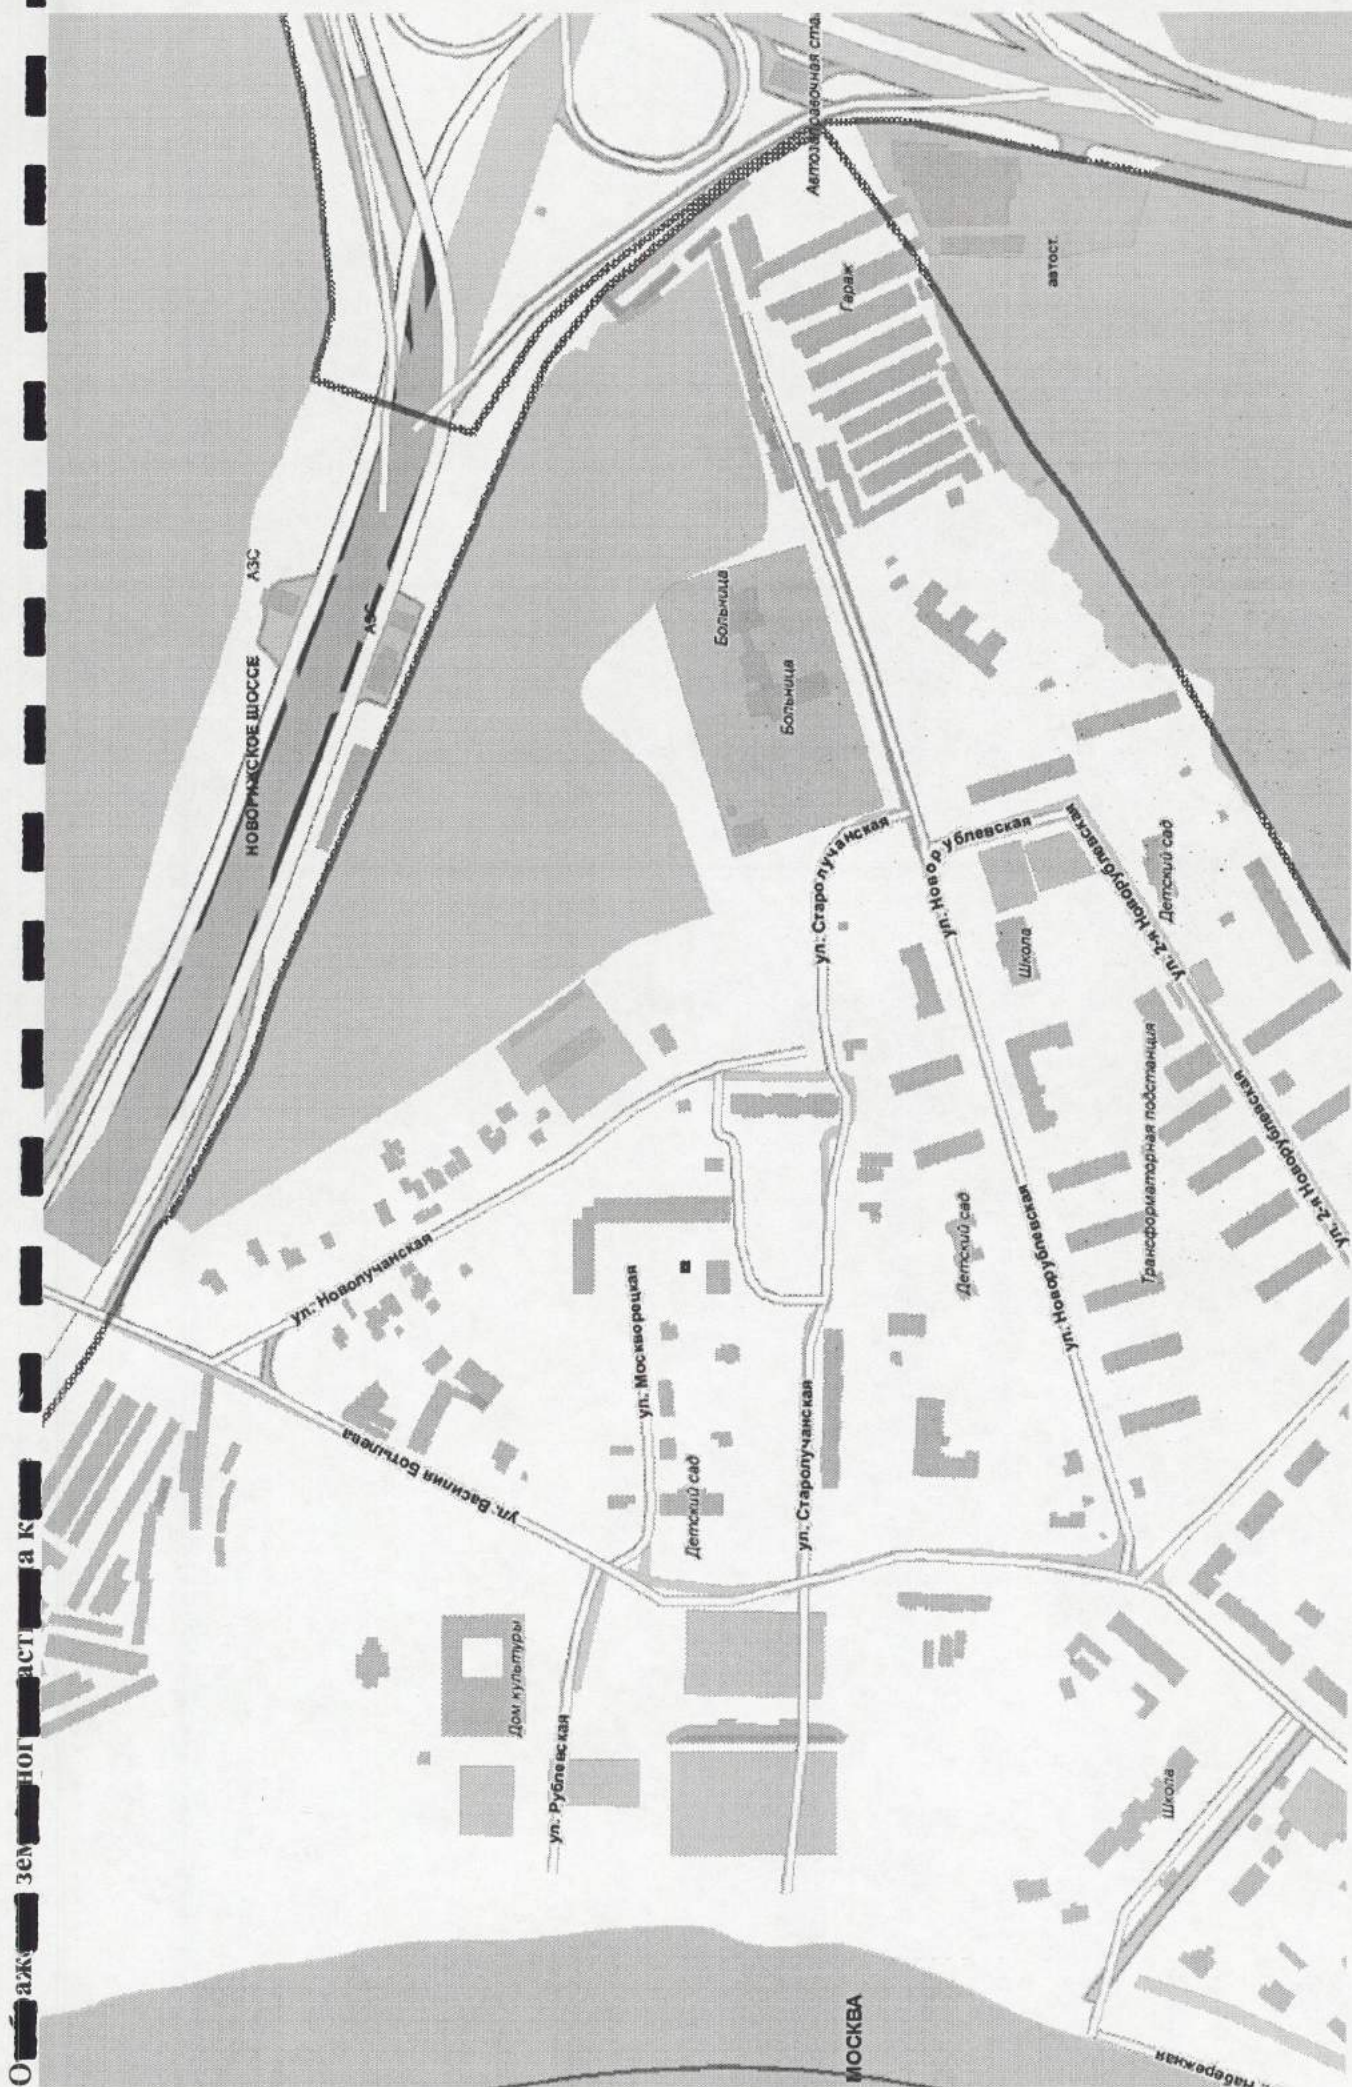 НОВОРИЖСКОЕ ШОССЕ
АЗС
АЗС
Автозаправочная
автост.
Гараж
Больница
Больница
ул. Старолучанская
ул. Новорублевская
ул. 2-я Новорублевская
Детский сад
Школа
Трансформаторная подстанция
ул. 2-я Новорублевская
ул. Новолучанская
ул. Москворецкая
Детский сад
ул. Новорублевская
ул. Василия Ботылева
Детский сад
ул. Старолучанская
Дом культуры
ул. Рублевская
Школа
МОСКВА
Набережная